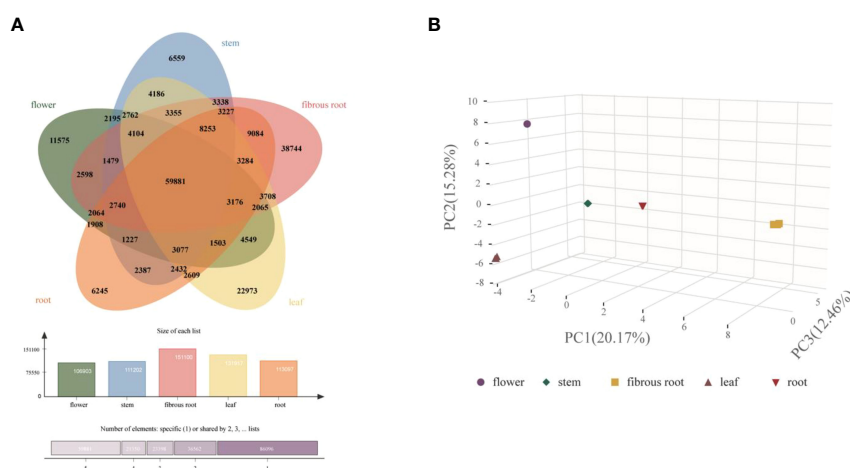 A
stem
6559
4186
3338
flower
fibrous root
2195
2762
3355
3227
4104
8253
9084
11575
38744
1479
3284
2598
59881
3708
2740
3176
2065
2064
1908
1227
1503
4549
3077
2387
2432
2609
6245
22973
root
leaf
Size of each list
151100
75550
0
151100
flower
stem
fibrous root
leaf
root
Number of elements: specific (1) or shared by 2, 3, ... lists
B
10
8
6
4
2
0
-2
-4
-6
-8
PC2(15.28%)
-4
-2
0
2
4
6
8
PC1(20.17%)
0
5
PC3(12.46%)
flower
stem
fibrous root
leaf
root